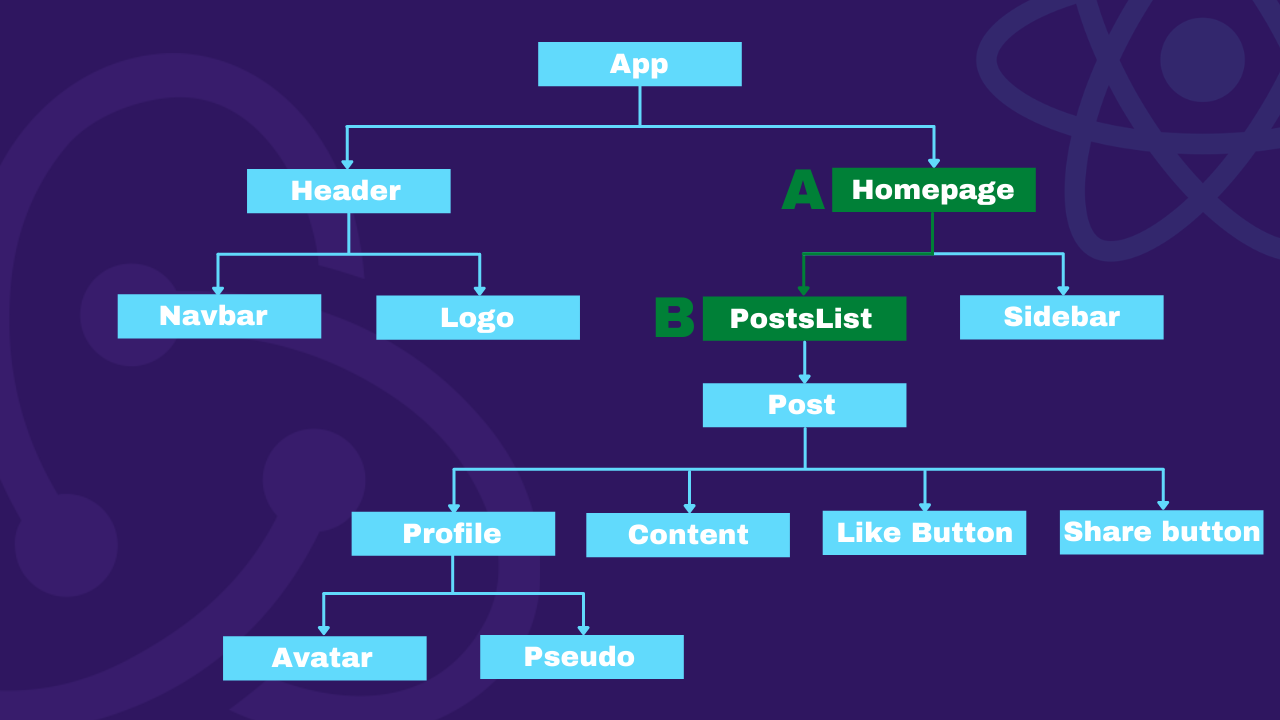 App
Header
A
Homepage
Navbar
Logo
B
PostsList
Sidebar
Post
Profile
Content
Like Button
Share button
Avatar
Pseudo